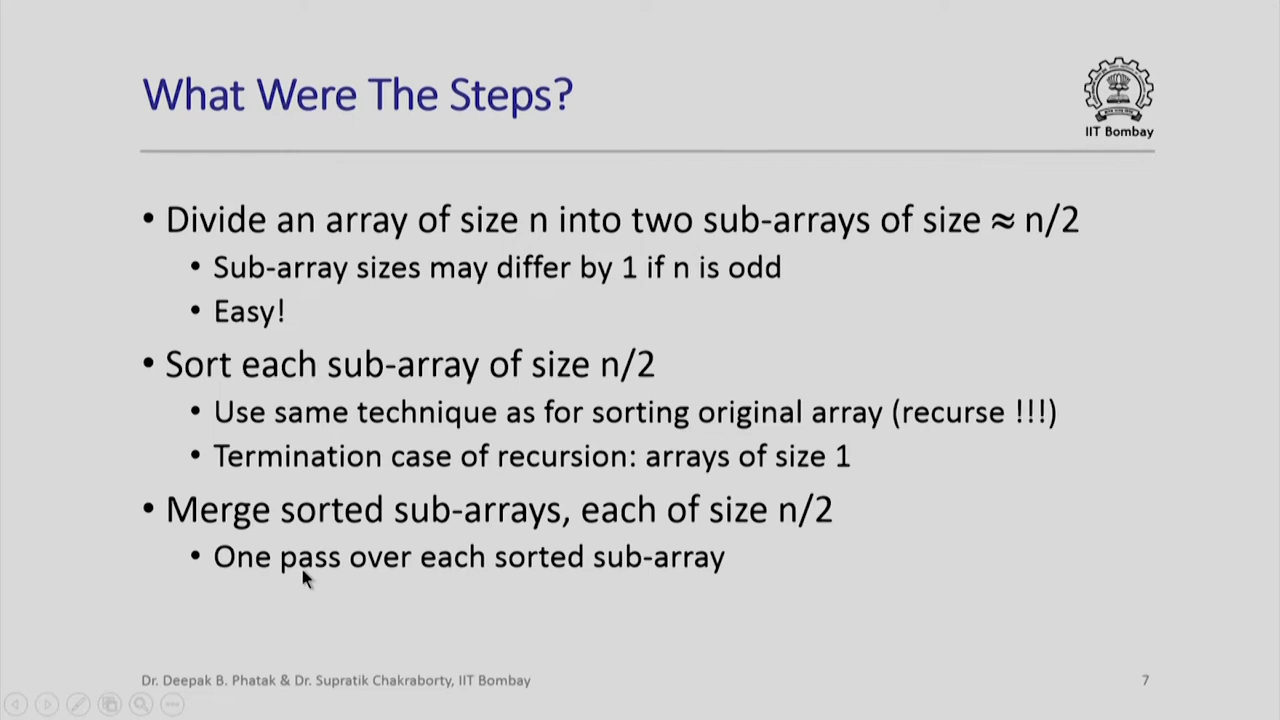 What Were The Steps?
IIT Bombay
• Divide an array of size n into two sub-arrays of size ≈ n/2
• Sub-array sizes may differ by 1 if n is odd
• Easy!
• Sort each sub-array of size n/2
• Use same technique as for sorting original array (recurse !!!)
• Termination case of recursion: arrays of size 1
• Merge sorted sub-arrays, each of size n/2
• One pass over each sorted sub-array
Dr. Deepak B. Phatak & Dr. Supratik Chakraborty, IIT Bombay
7